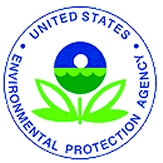 UNITED STATES
ENVIRONMENTAL PROTECTION AGENCY